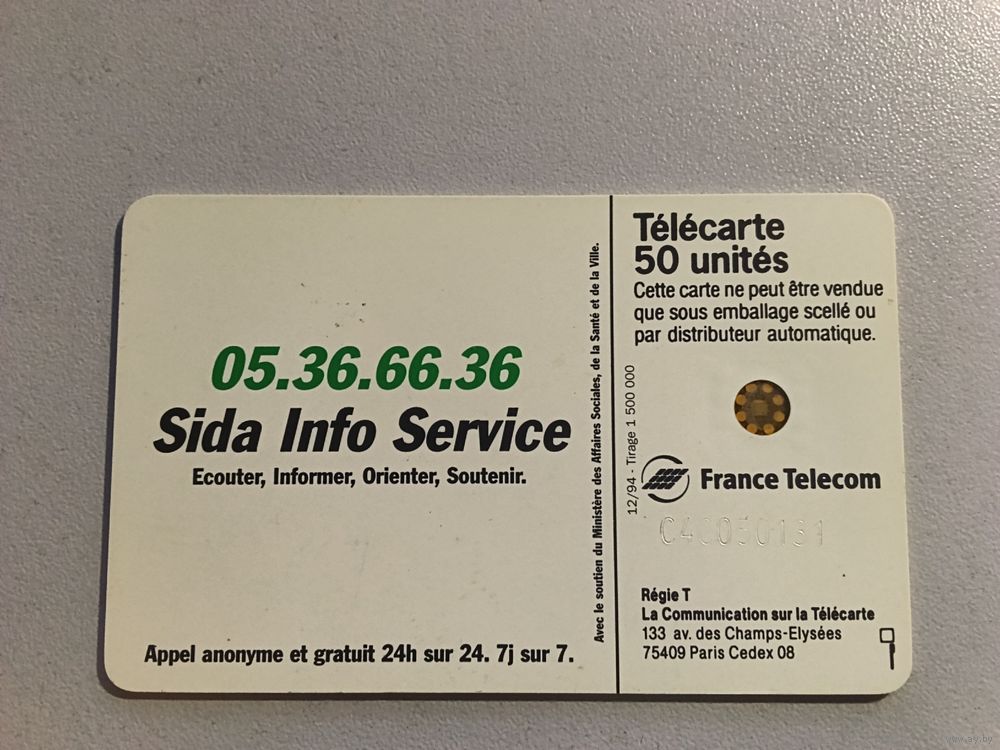 05.36.66.36
Sida Info Service
Ecouter, Informer, Orienter, Soutenir.
Appel anonyme et gratuit 24h sur 24. 7j sur 7.
Avec le soutien du Ministère des Affaires Sociales, de la Santé et de la Ville.
Télécarte
50 unités
Cette carte ne peut être vendue
que sous emballage scellé ou
par distributeur automatique.
12/94 - Tirage 1 500 000
France Telecom
Régie T
La Communication sur la Télécarte
133 av. des Champs-Elysées
75409 Paris Cedex 08